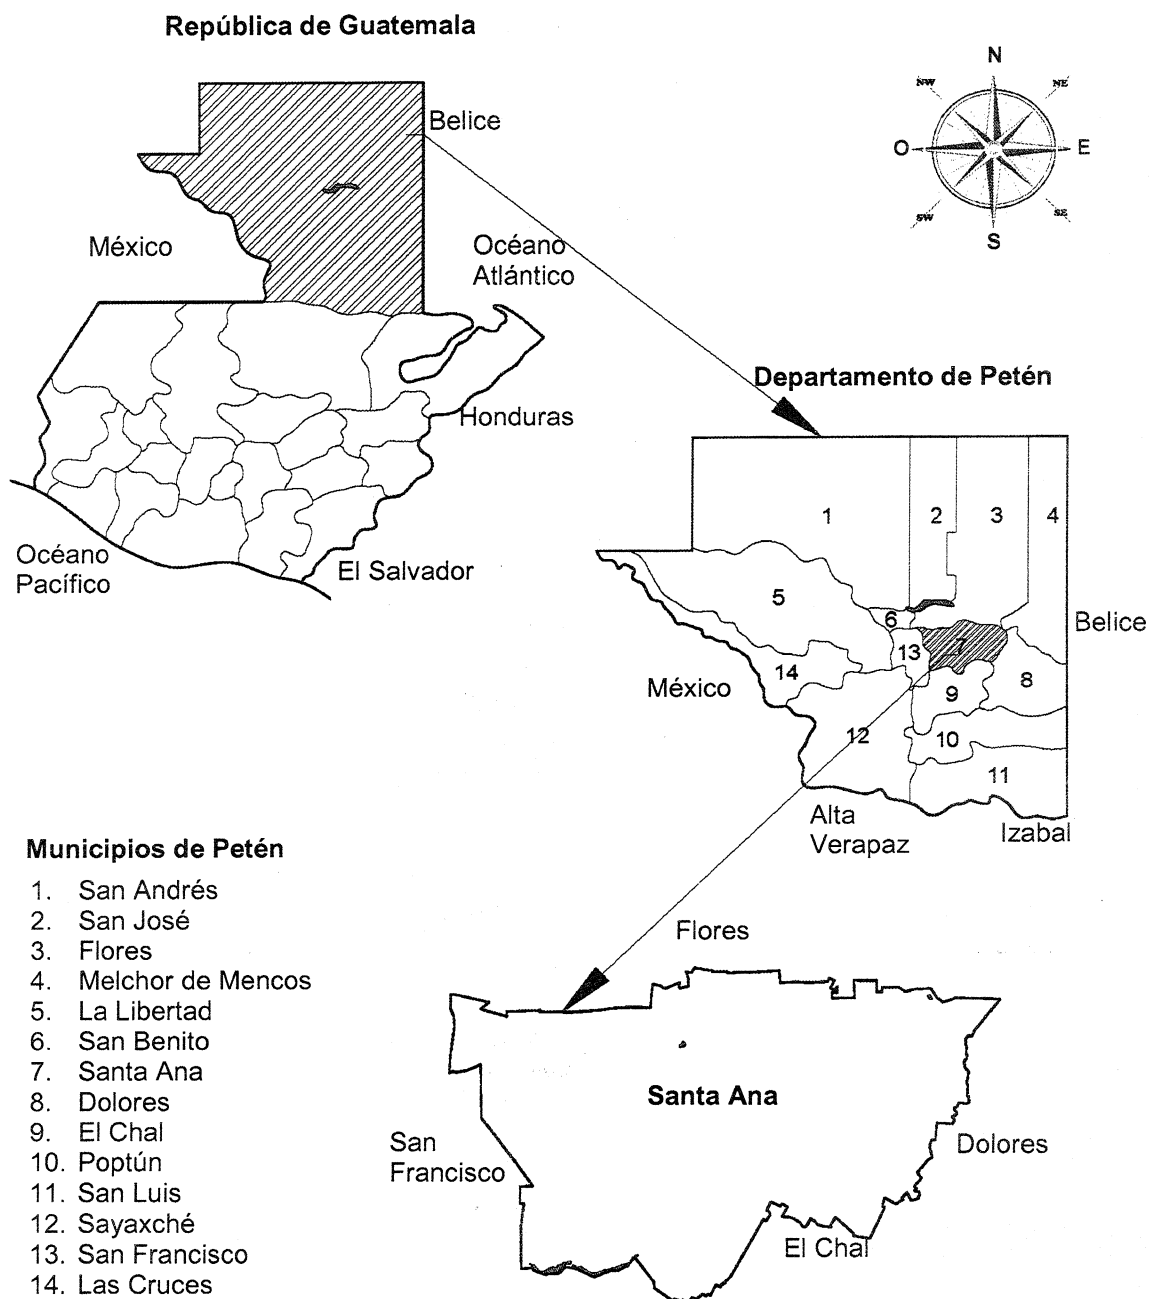 República de Guatemala
N
NW
NE
O
E
SW
SE
S
Belice
México
Océano
Atlántico
Honduras
Océano
Pacífico
El Salvador
Departamento de Petén
1
2
3
4
5
6
7
13
14
8
9
12
10
11
Belice
México
Alta
Verapaz
Izabal
Municipios de Petén
1. San Andrés
2. San José
3. Flores
4. Melchor de Mencos
5. La Libertad
6. San Benito
7. Santa Ana
8. Dolores
9. El Chal
10. Poptún
11. San Luis
12. Sayaxché
13. San Francisco
14. Las Cruces
Flores
Santa Ana
San
Francisco
Dolores
El Chal